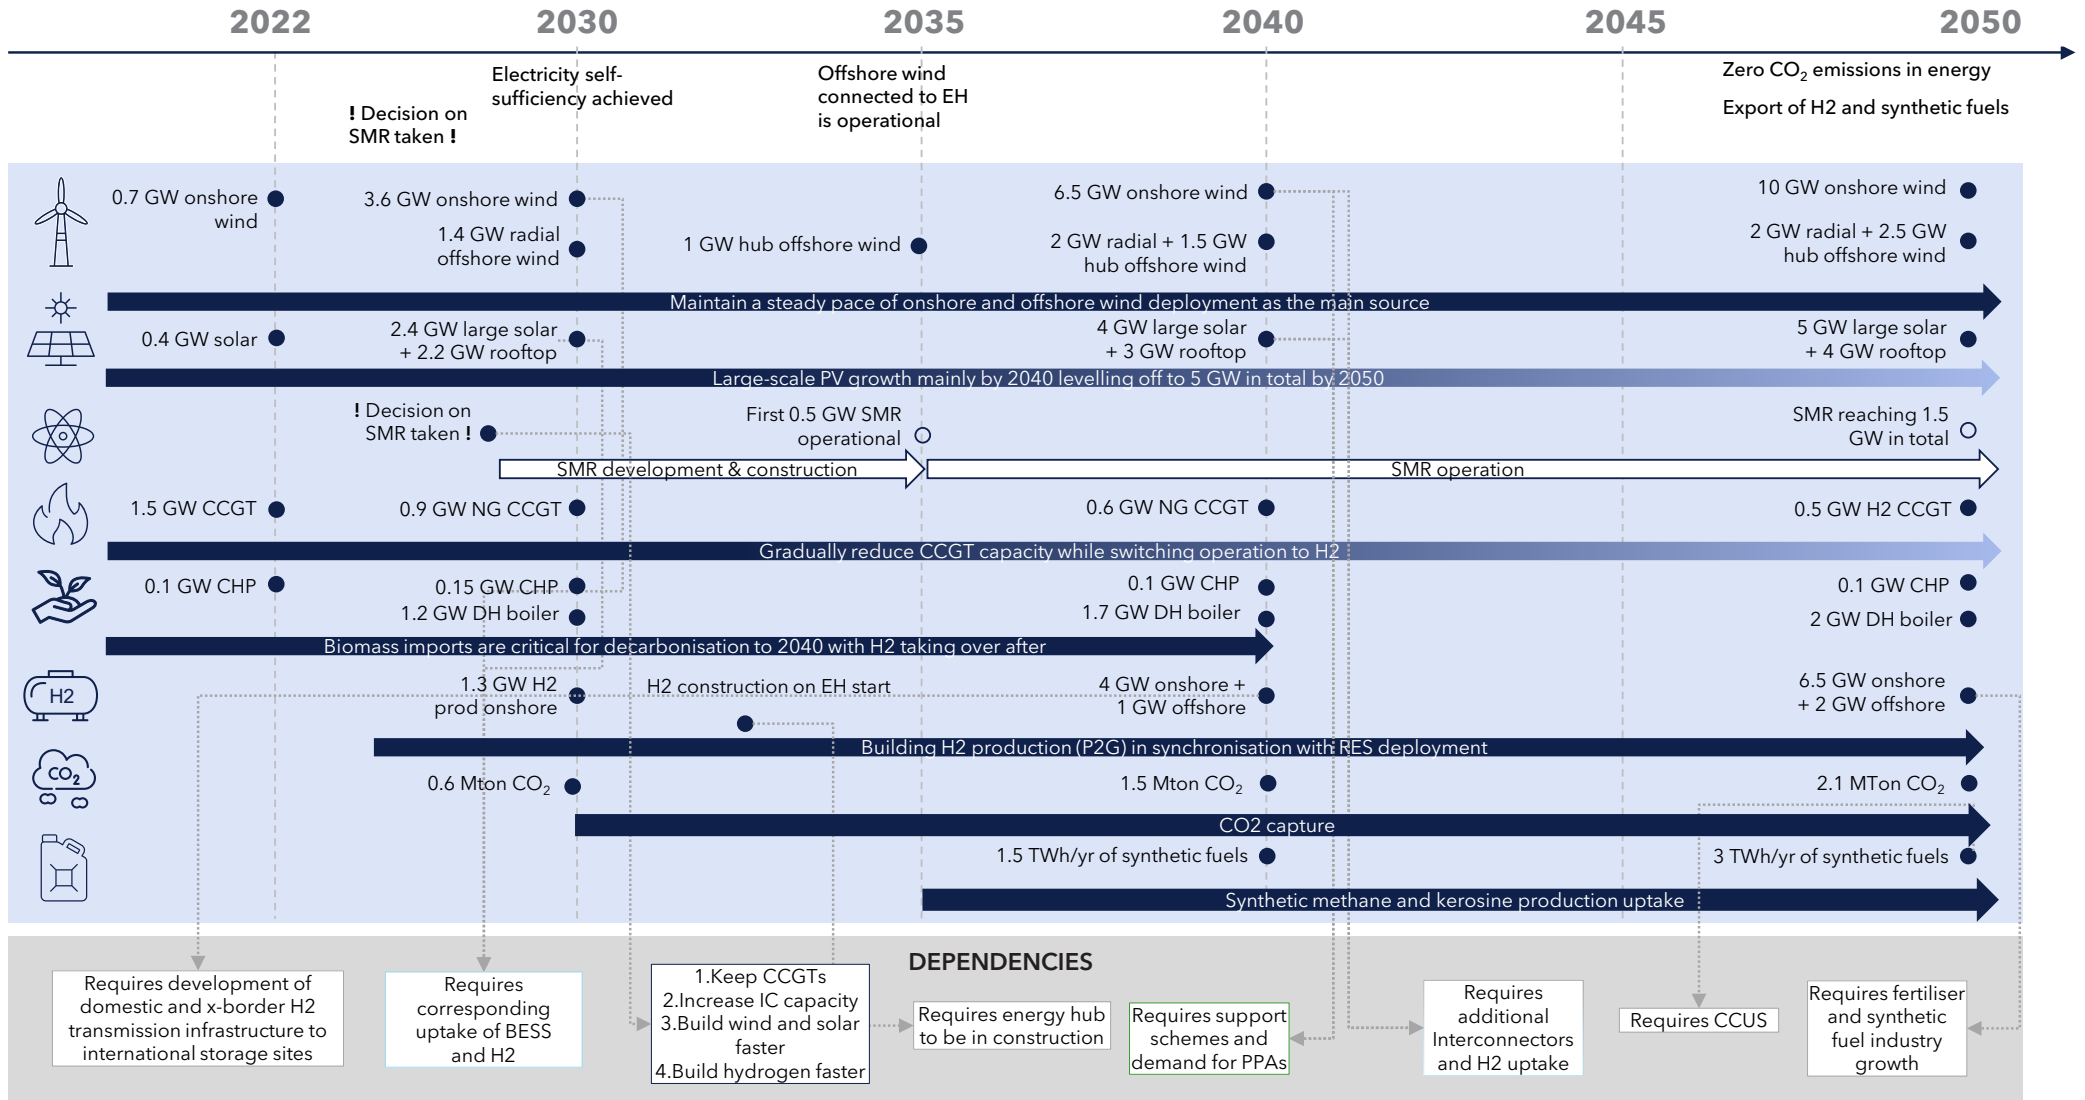 2022
2030
2035
2040
2045
2050
Electricity self-
sufficiency achieved
! Decision on
SMR taken !
Offshore wind
connected to EH
is operational
Zero CO₂ emissions in energy
Export of H2 and synthetic fuels
0.7 GW onshore
wind
3.6 GW onshore wind
1.4 GW radial
offshore wind
1 GW hub offshore wind
6.5 GW onshore wind
2 GW radial + 1.5 GW
hub offshore wind
10 GW onshore wind
2 GW radial + 2.5 GW
hub offshore wind
Maintain a steady pace of onshore and offshore wind deployment as the main source
0.4 GW solar
2.4 GW large solar
+ 2.2 GW rooftop
4 GW large solar
+ 3 GW rooftop
5 GW large solar
+ 4 GW rooftop
Large-scale PV growth mainly by 2040 levelling off to 5 GW in total by 2050
! Decision on
SMR taken !
First 0.5 GW SMR
operational
SMR reaching 1.5
GW in total
SMR development & construction
SMR operation
1.5 GW CCGT
0.9 GW NG CCGT
0.6 GW NG CCGT
0.5 GW H2 CCGT
Gradually reduce CCGT capacity while switching operation to H2
0.1 GW CHP
0.15 GW CHP
1.2 GW DH boiler
0.1 GW CHP
1.7 GW DH boiler
0.1 GW CHP
2 GW DH boiler
Biomass imports are critical for decarbonisation to 2040 with H2 taking over after
H2
1.3 GW H2
prod onshore
H2 construction on EH start
4 GW onshore +
1 GW offshore
6.5 GW onshore
+ 2 GW offshore
Building H2 production (P2G) in synchronisation with RES deployment
CO₂
0.6 Mton CO₂
1.5 Mton CO₂
2.1 MTon CO₂
CO2 capture
1.5 TWh/yr of synthetic fuels
3 TWh/yr of synthetic fuels
Synthetic methane and kerosine production uptake
DEPENDENCIES
Requires development of
domestic and x-border H2
transmission infrastructure to
international storage sites
Requires
corresponding
uptake of BESS
and H2
1.Keep CCGTs
2.Increase IC capacity
3.Build wind and solar
faster
4.Build hydrogen faster
Requires energy hub
to be in construction
Requires support
schemes and
demand for PPAs
Requires
additional
Interconnectors
and H2 uptake
Requires CCUS
Requires fertiliser
and synthetic
fuel industry
growth